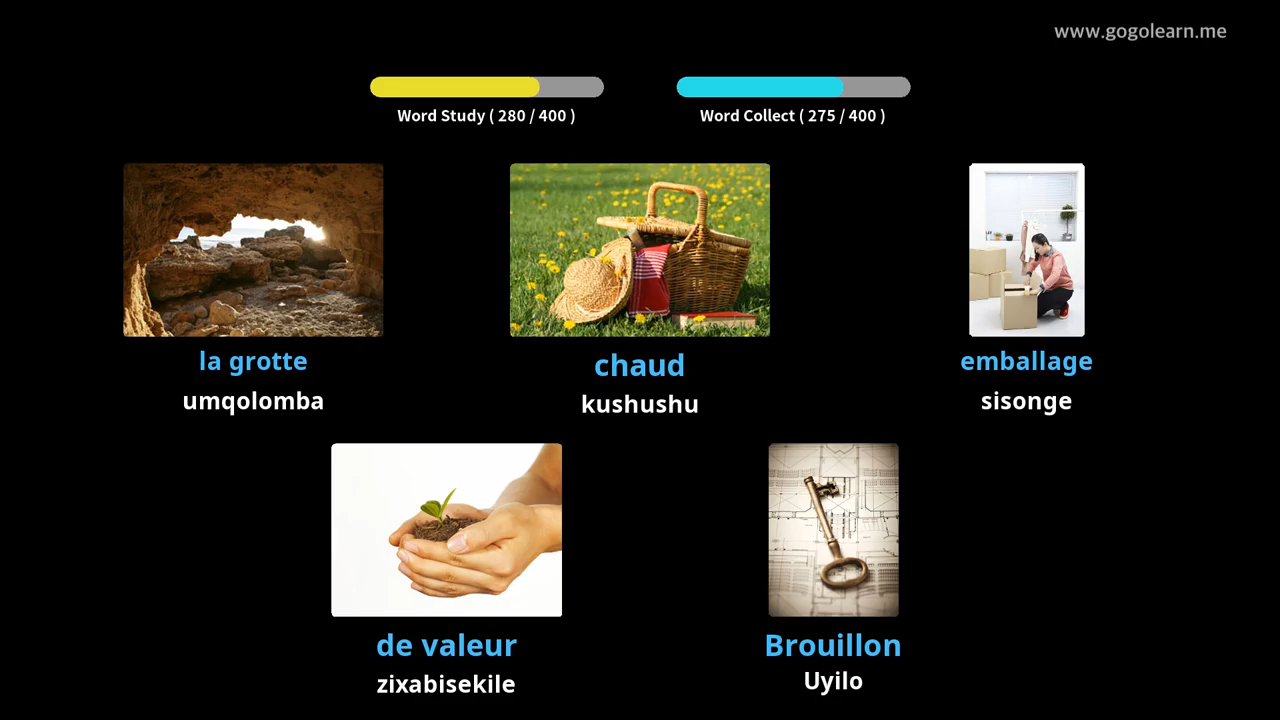 www.gogolearn.me
Word Study ( 280 / 400 )
Word Collect ( 275 / 400 )
la grotte
umqolomba
chaud
kushushu
emballage
sisonge
de valeur
zixabisekile
Brouillon
Uyilo